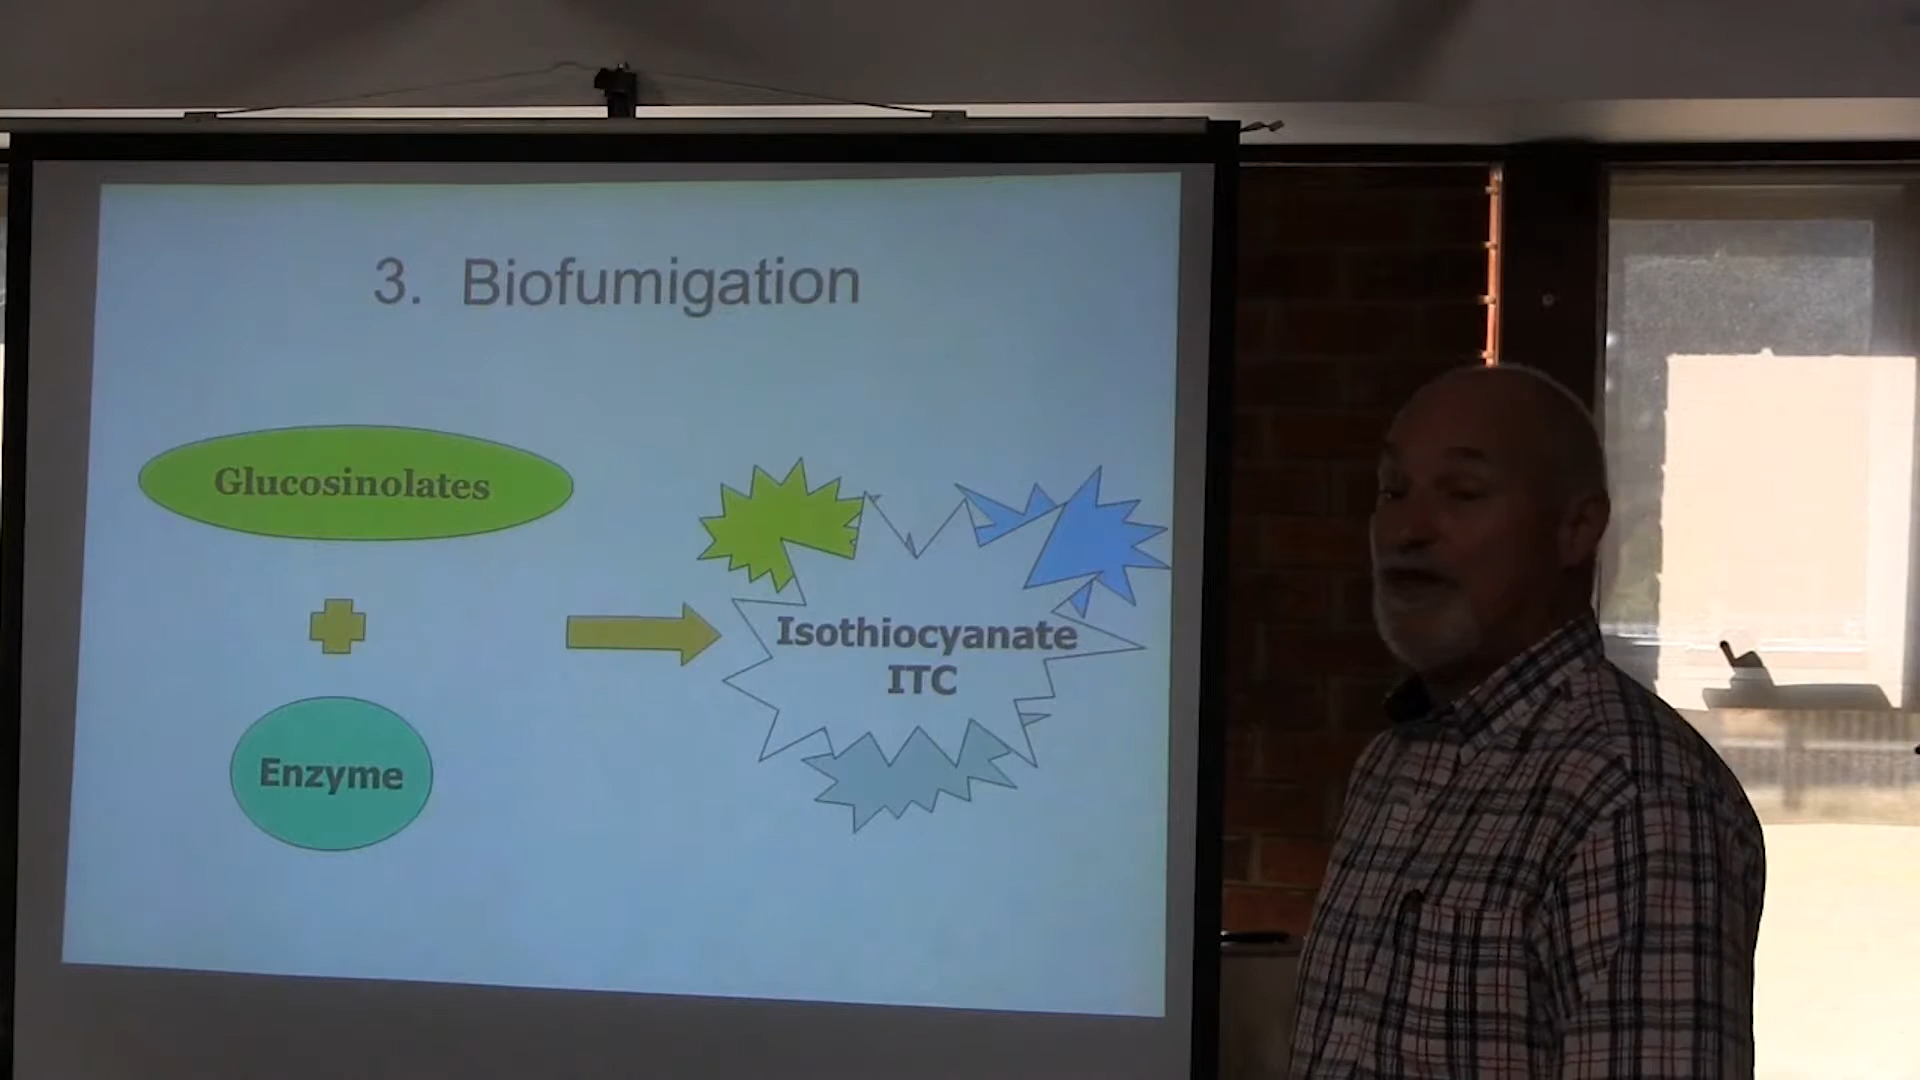 3. Biofumigation
Glucosinolates
Enzyme
Isothiocyanate
ITC